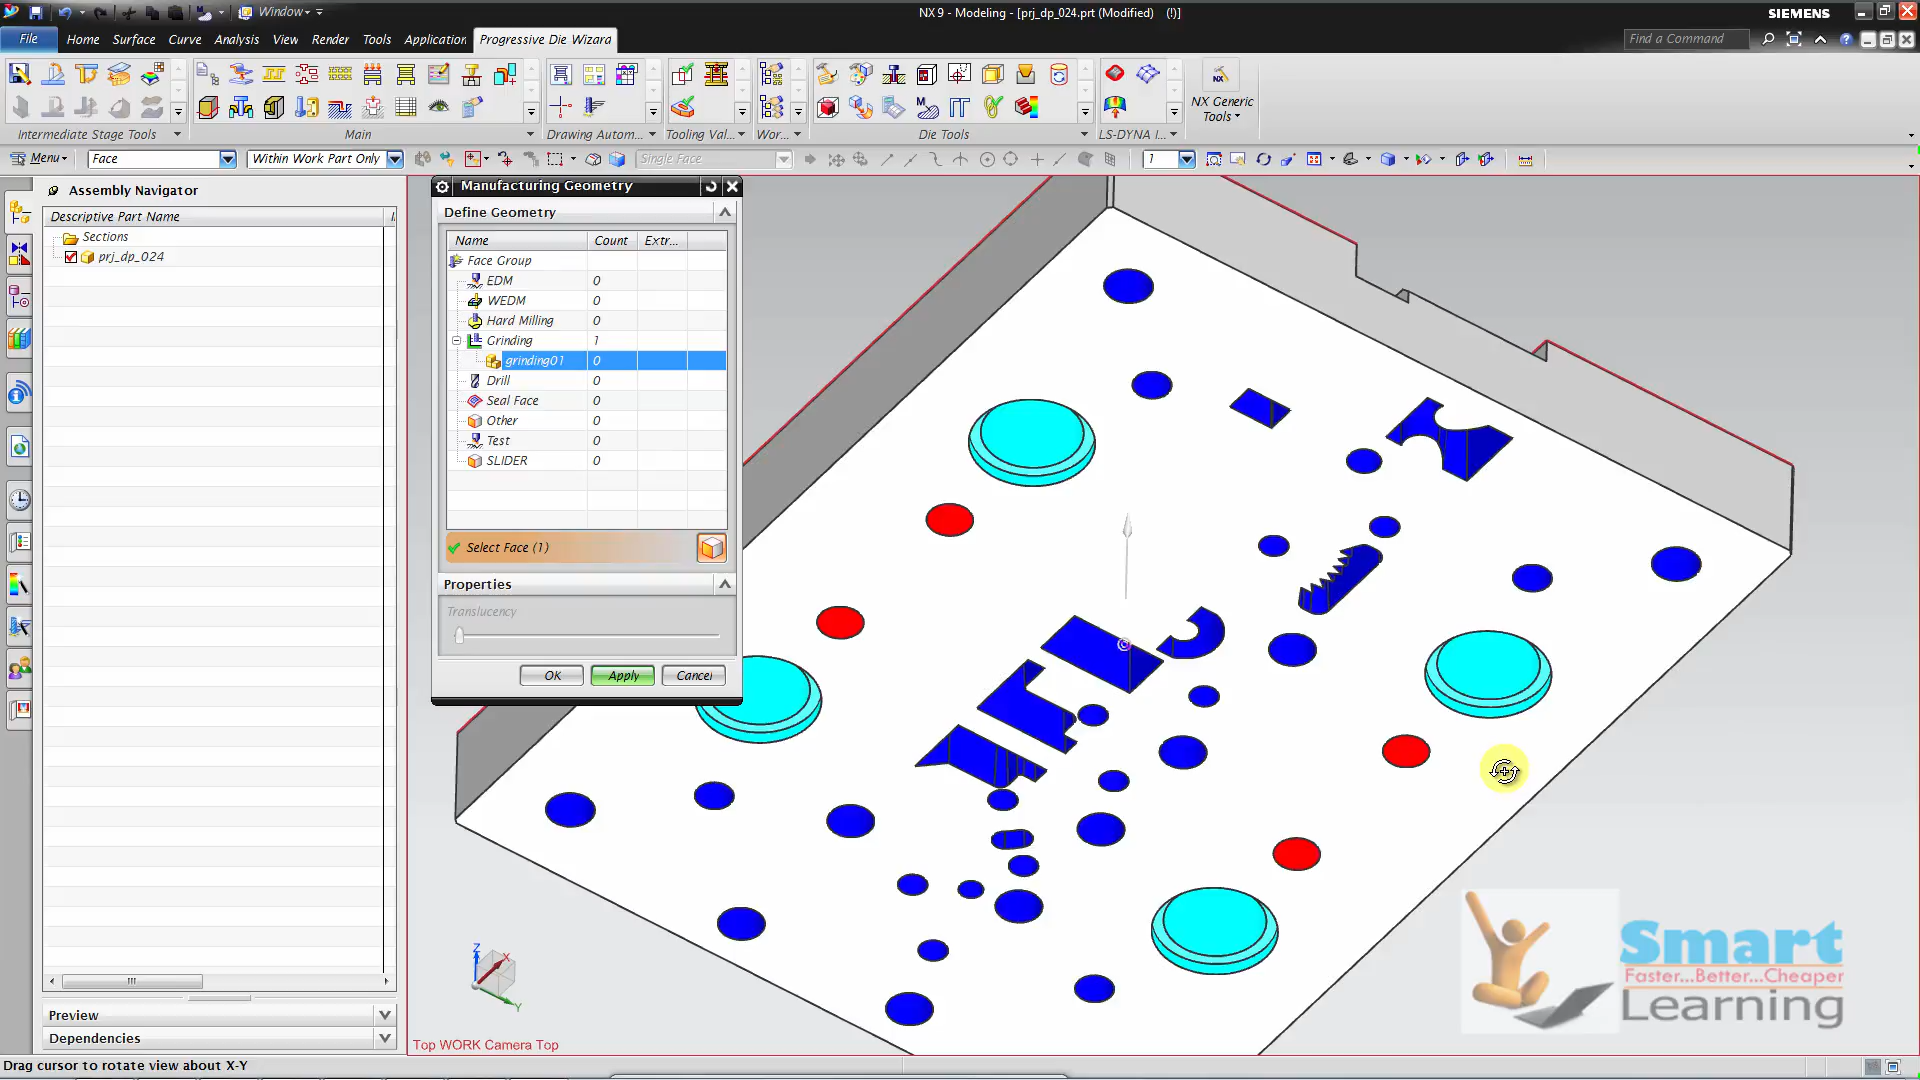 Window
NX 9 - Modeling - [prj_dp_024.prt (Modified) (!)]
SIEMENS
File Home Surface Curve Analysis View Render Tools Application Progressive Die Wizard
Find a Command
NX Generic
Tools
Intermediate Stage Tools Main Drawing Autom... Tooling Val... Wor... Die Tools LS-DYNA I...
Menu Face Within Work Part Only Single Face 1
Assembly Navigator
Descriptive Part Name
Sections
prj_dp_024
Manufacturing Geometry
Define Geometry
Name Count Extr...
Face Group
EDM 0
WEDM 0
Hard Milling 0
Grinding 1
grinding01 0
Drill 0
Seal Face 0
Other 0
Test 0
SLIDER 0
Select Face (1)
Properties
Translucency
OK Apply Cancel
Z
X
Y
Smart
Faster...Better...Cheaper
Learning
Preview
Dependencies
Top WORK Camera Top
Drag cursor to rotate view about X-Y